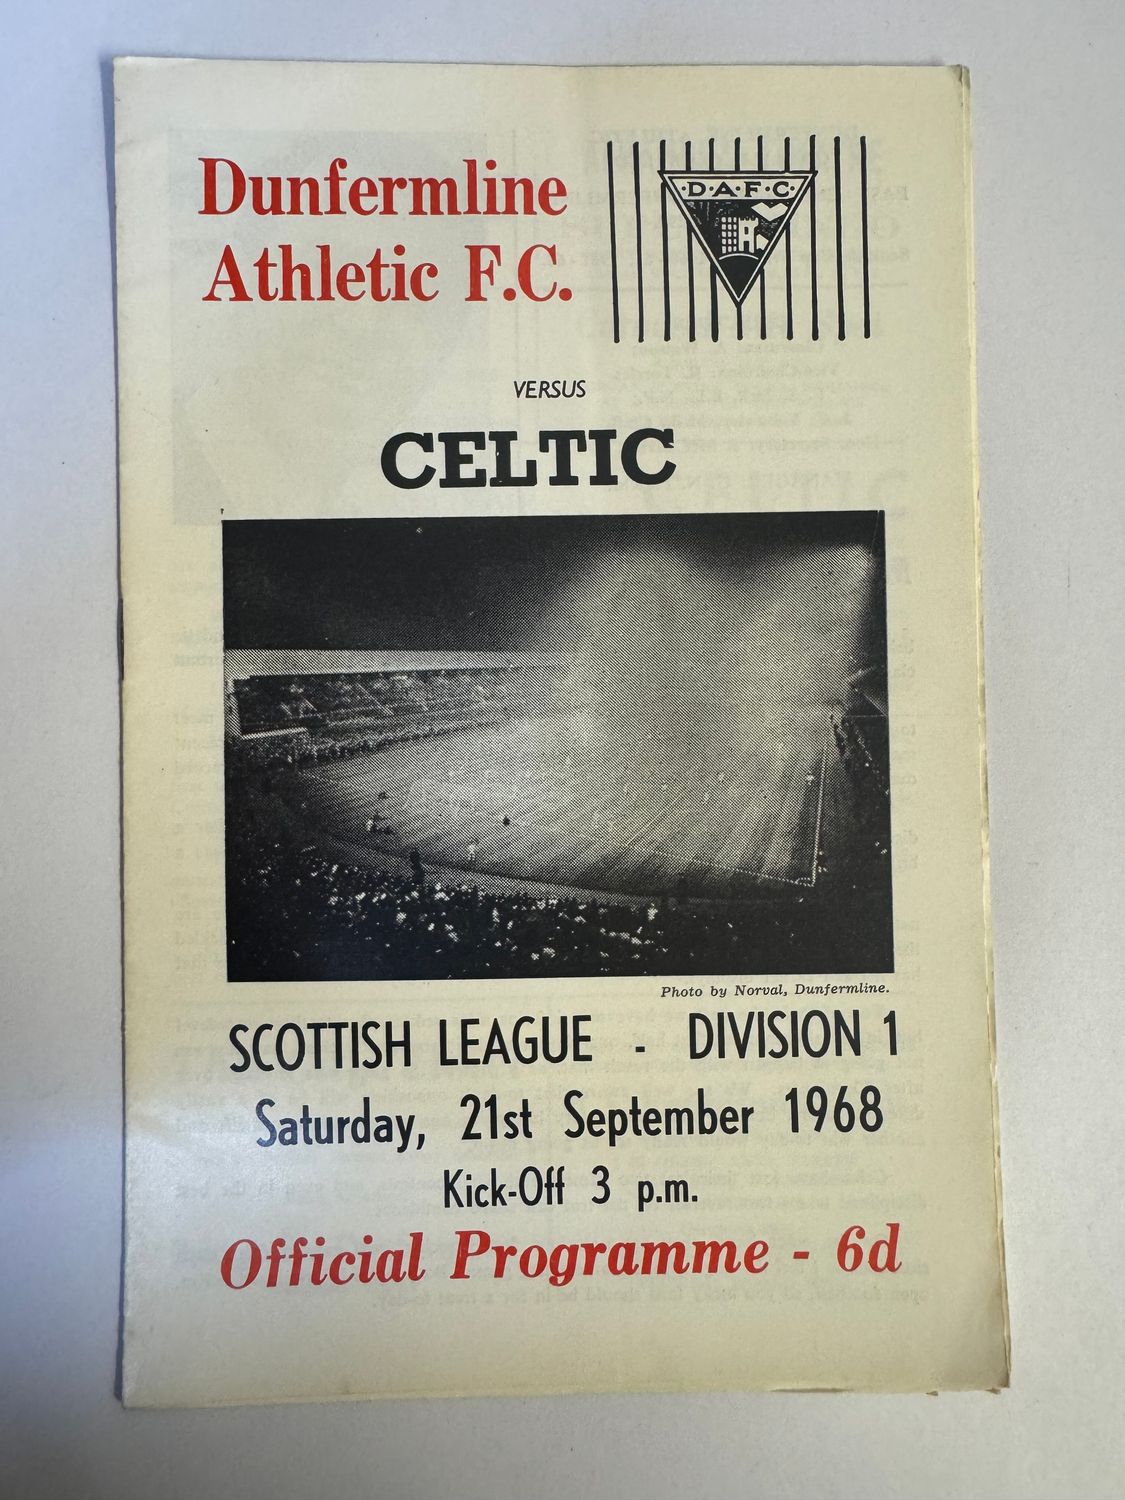 Dunfermline
Athletic F.C.
·D·A·F·C·
VERSUS
CELTIC
Photo by Norval, Dunfermline.
SCOTTISH LEAGUE - DIVISION 1
Saturday, 21st September 1968
Kick-Off 3 p.m.
Official Programme - 6d